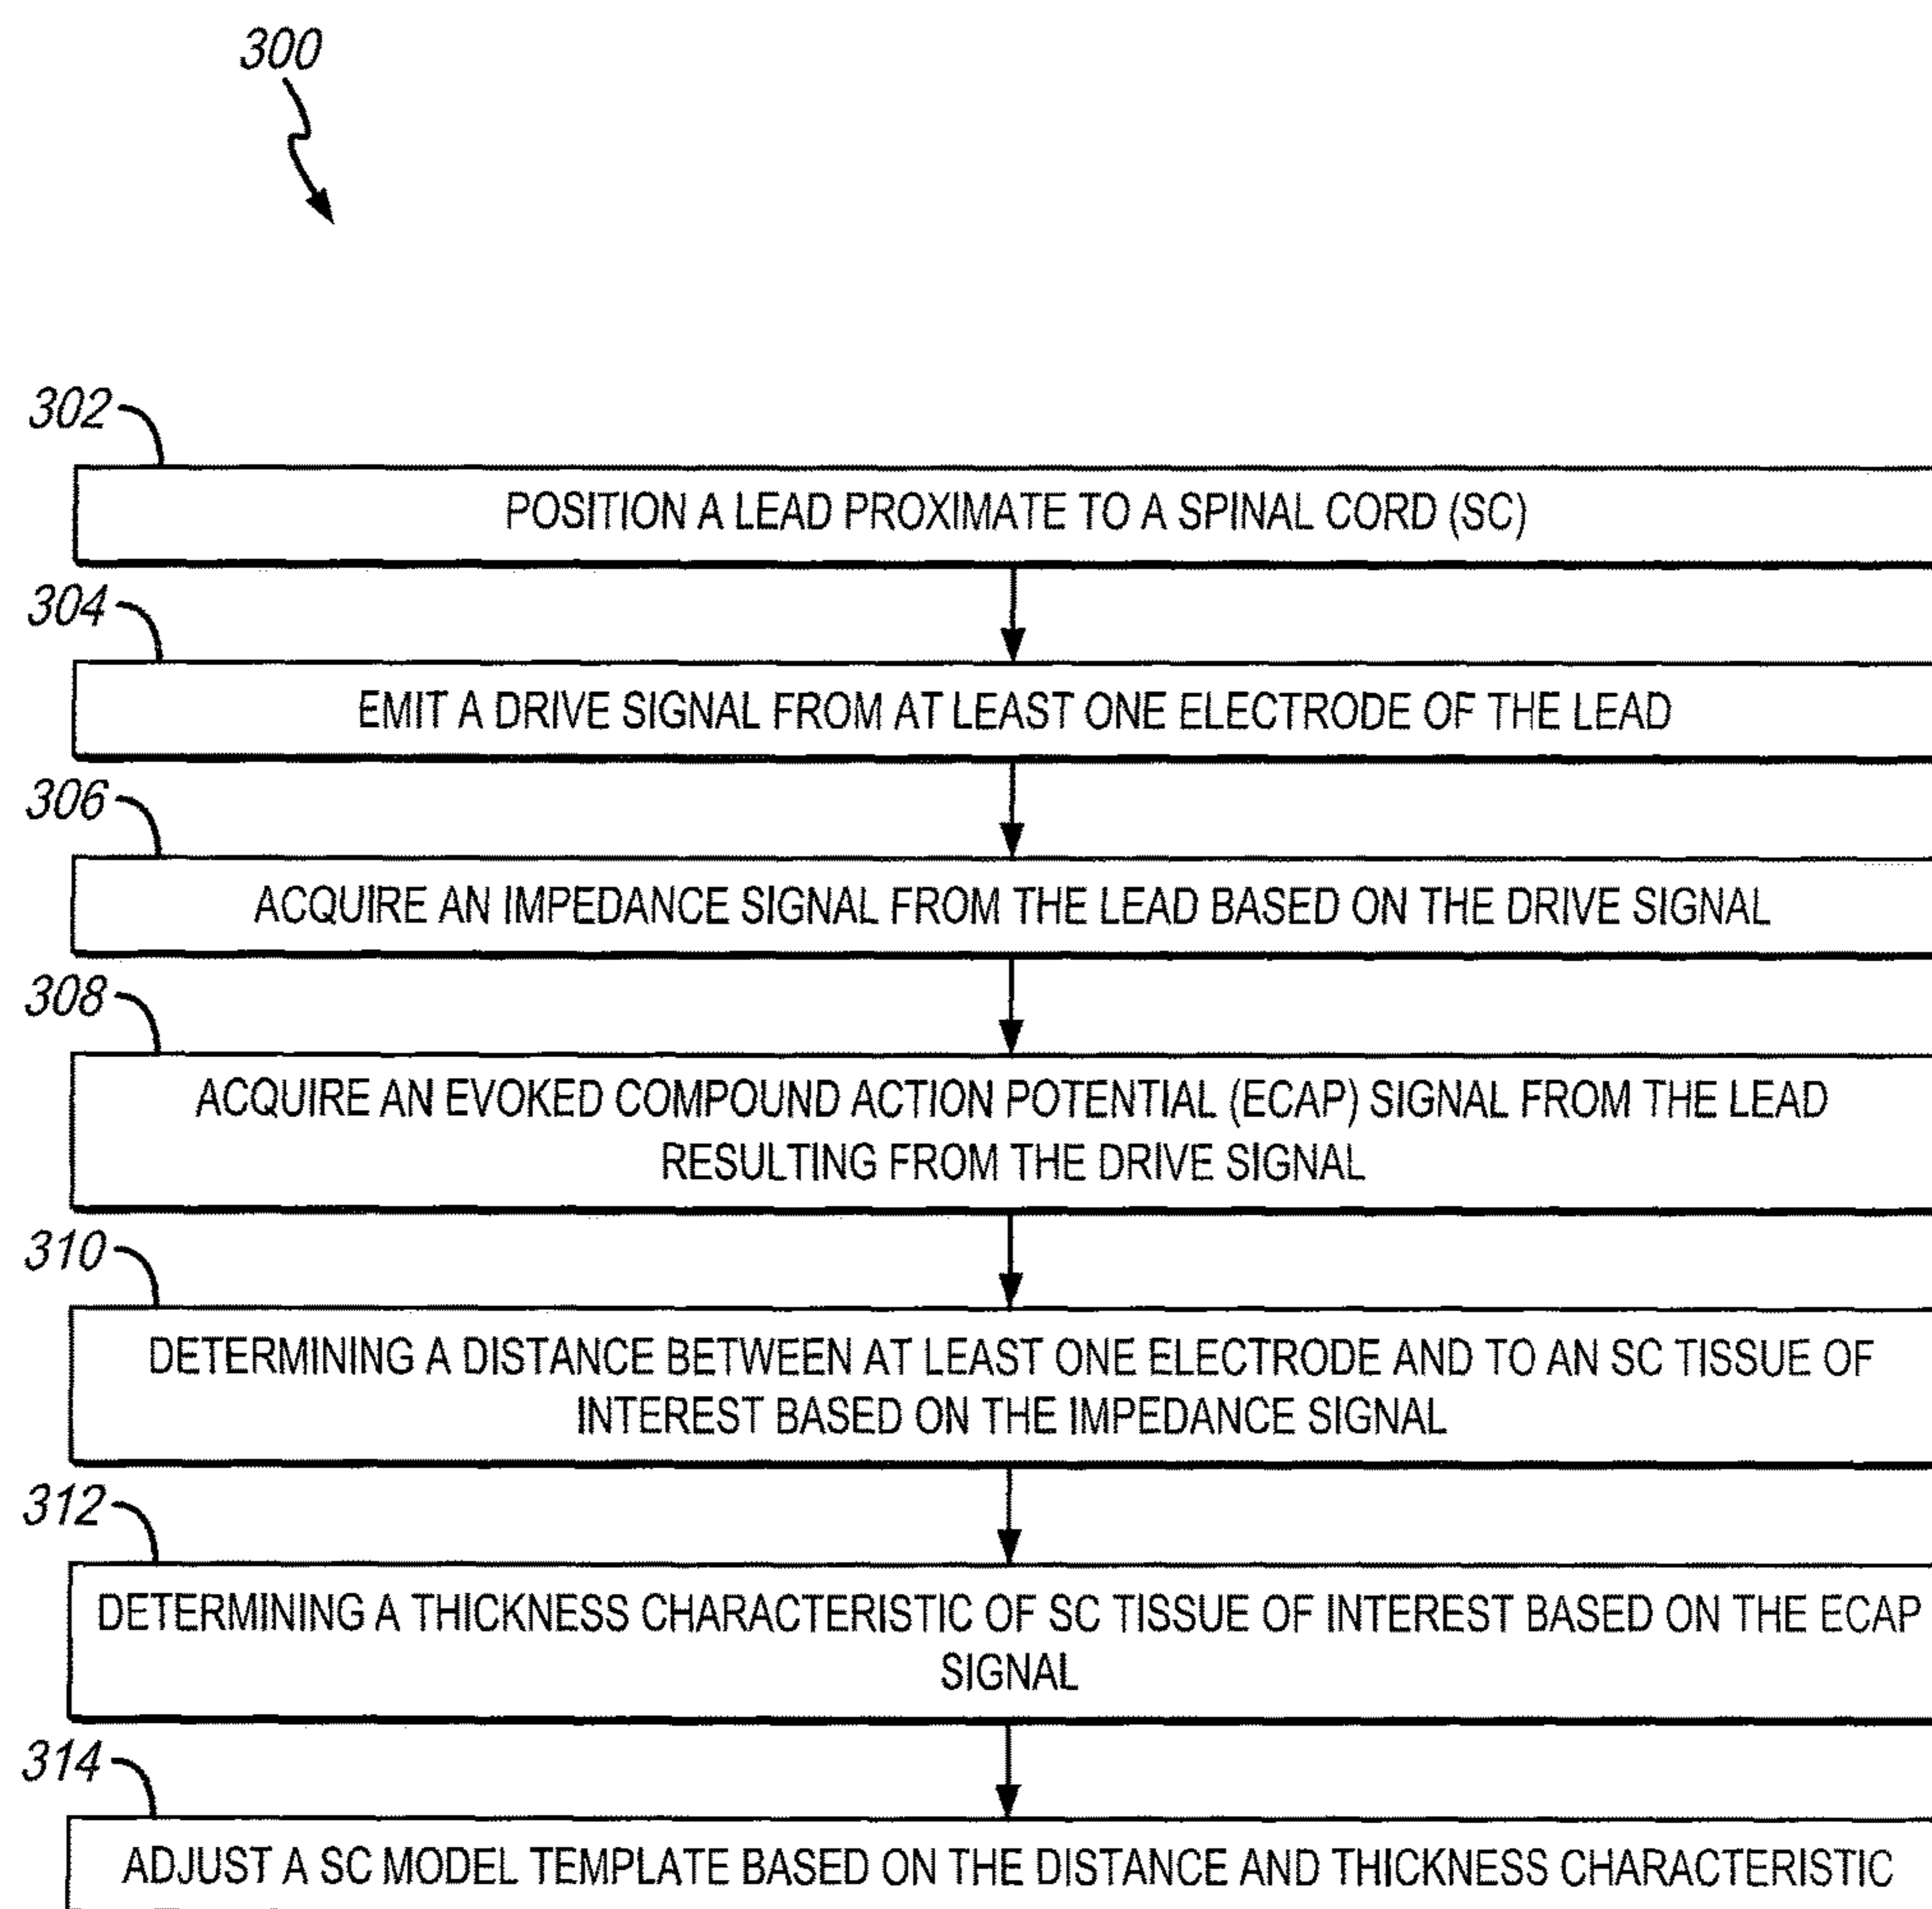 300
302
POSITION A LEAD PROXIMATE TO A SPINAL CORD (SC)
304
EMIT A DRIVE SIGNAL FROM AT LEAST ONE ELECTRODE OF THE LEAD
306
ACQUIRE AN IMPEDANCE SIGNAL FROM THE LEAD BASED ON THE DRIVE SIGNAL
308
ACQUIRE AN EVOKED COMPOUND ACTION POTENTIAL (ECAP) SIGNAL FROM THE LEAD
RESULTING FROM THE DRIVE SIGNAL
310
DETERMINING A DISTANCE BETWEEN AT LEAST ONE ELECTRODE AND TO AN SC TISSUE OF
INTEREST BASED ON THE IMPEDANCE SIGNAL
312
DETERMINING A THICKNESS CHARACTERISTIC OF SC TISSUE OF INTEREST BASED ON THE ECAP
SIGNAL
314
ADJUST A SC MODEL TEMPLATE BASED ON THE DISTANCE AND THICKNESS CHARACTERISTIC